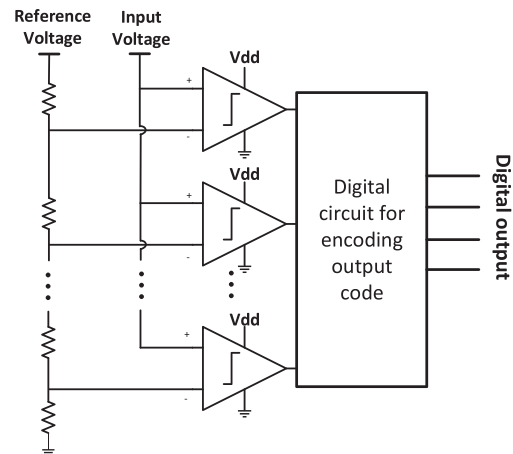 Reference
Voltage
Input
Voltage
Vdd
+
-
Vdd
+
-
Vdd
+
-
Digital
circuit for
encoding
output
code
Digital output